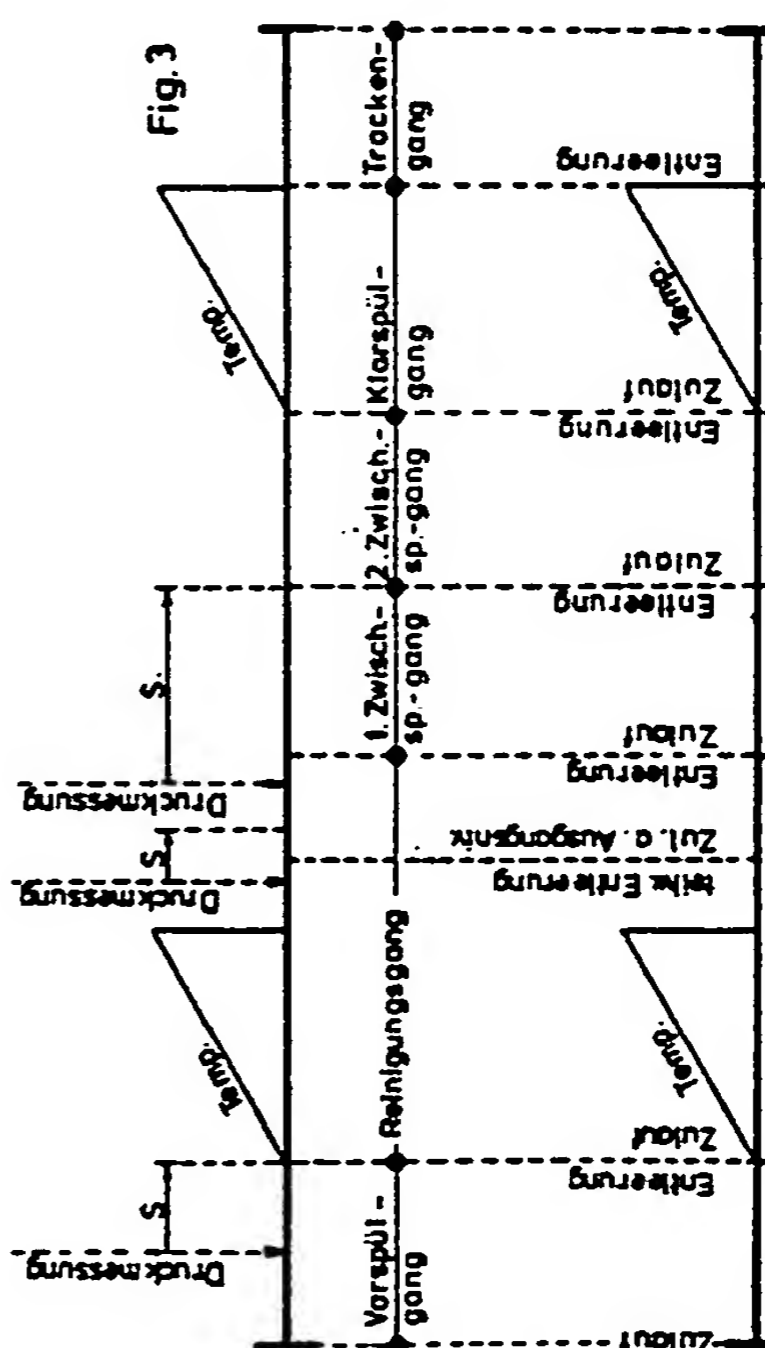 Fig. 3
Druckmessung
S
Druckmessung
S
Druckmessung
S.
Temp.
Temp.
Vorspül-
gang
Reinigungsgang
1. Zwisch.-
sp.-gang
2. Zwisch.-
sp.-gang
Klarspül-
gang
Trocken-
gang
Zulauf
Entleerung
Zulauf
teilw. Entleerung
Zul. a. Ausgangsniv.
Entleerung
Zulauf
Entleerung
Zulauf
Entleerung
Zulauf
Entleerung
Temp.
Temp.